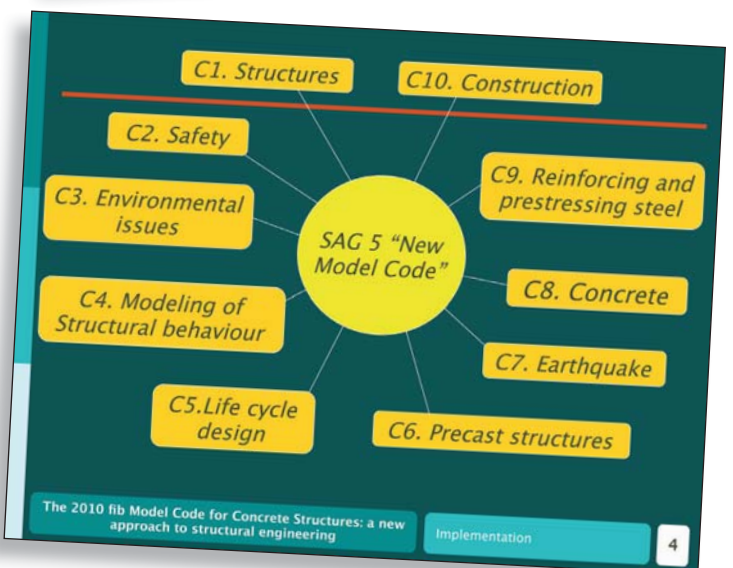 C1. Structures
C10. Construction
C2. Safety
C9. Reinforcing and
prestressing steel
C3. Environmental
issues
SAG 5 “New
Model Code”
C8. Concrete
C4. Modeling of
Structural behaviour
C7. Earthquake
C5.Life cycle
design
C6. Precast structures
The 2010 fib Model Code for Concrete Structures: a new
approach to structural engineering
Implementation
4